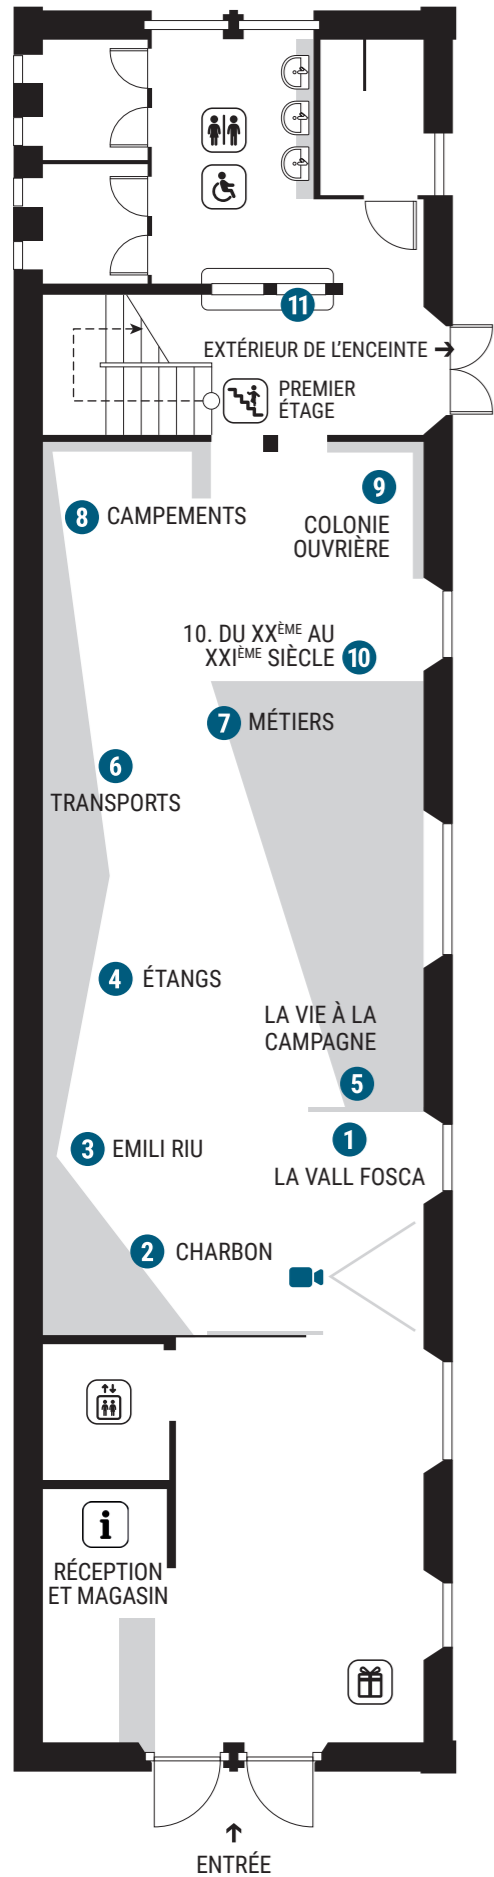 11
EXTÉRIEUR DE L'ENCEINTE →
PREMIER
ÉTAGE
8 CAMPEMENTS
9
COLONIE
OUVRIÈRE
10. DU XXÈME AU
XXIÈME SIÈCLE 10
7 MÉTIERS
6
TRANSPORTS
4 ÉTANGS
LA VIE À LA
CAMPAGNE
5
1
LA VALL FOSCA
3 EMILI RIU
2 CHARBON
i
RÉCEPTION
ET MAGASIN
↑
ENTRÉE